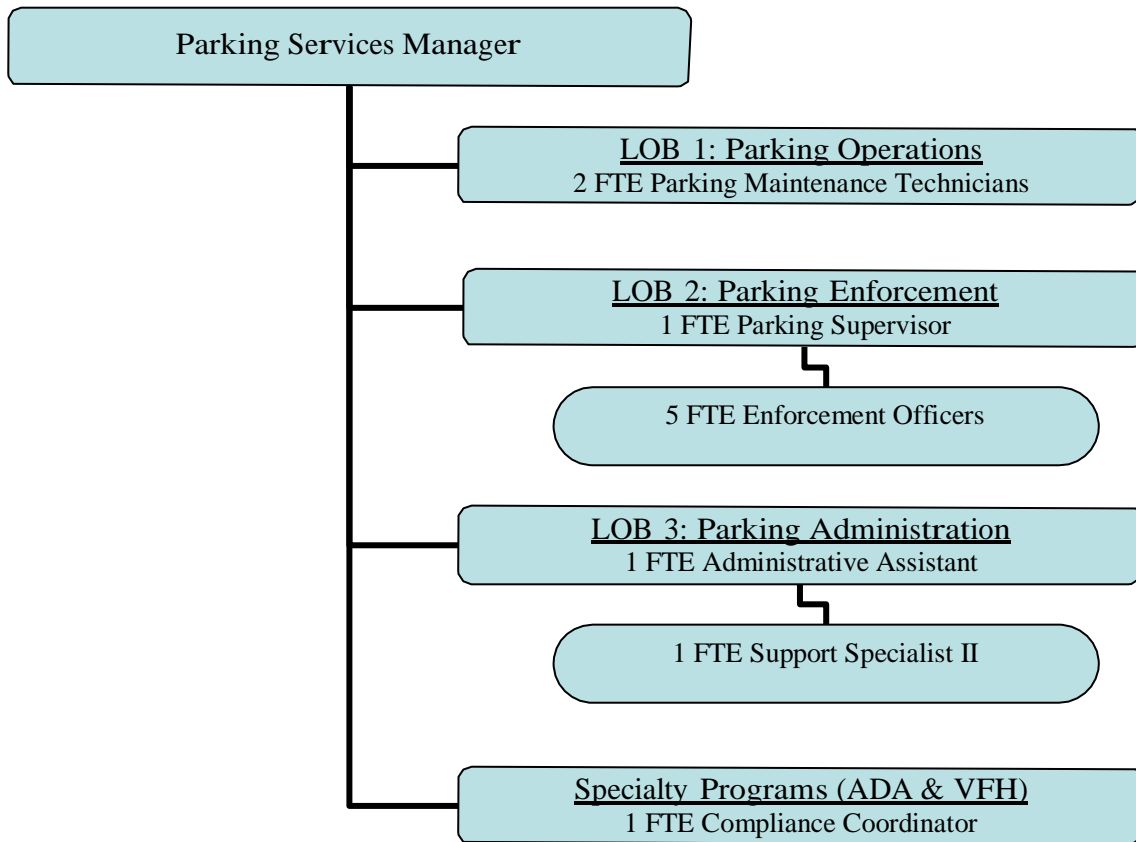 Parking Services Manager
LOB 1: Parking Operations
2 FTE Parking Maintenance Technicians
LOB 2: Parking Enforcement
1 FTE Parking Supervisor
5 FTE Enforcement Officers
LOB 3: Parking Administration
1 FTE Administrative Assistant
1 FTE Support Specialist II
Specialty Programs (ADA & VFH)
1 FTE Compliance Coordinator